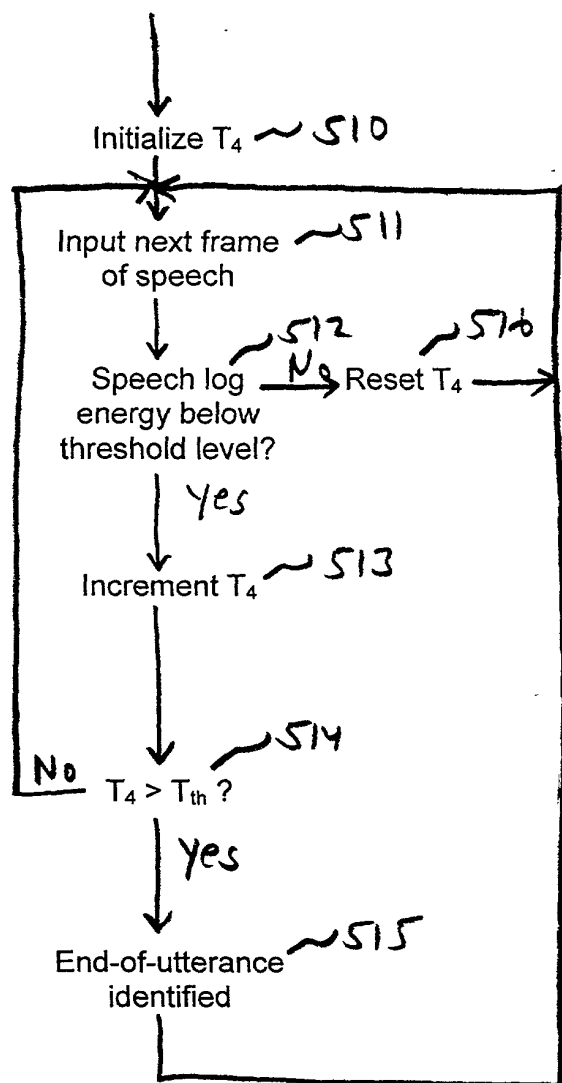 Initialize T₄ 510
Input next frame 511
of speech
512
516
Speech log No Reset T₄
energy below
threshold level?
Yes
Increment T₄ 513
514
No T₄ > Tth ?
Yes
End-of-utterance 515
identified